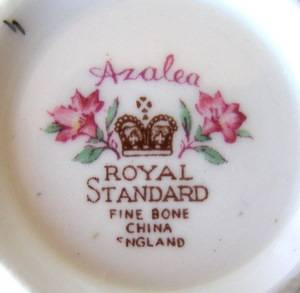 Azalea
ROYAL
STANDARD
FINE BONE
CHINA
ENGLAND